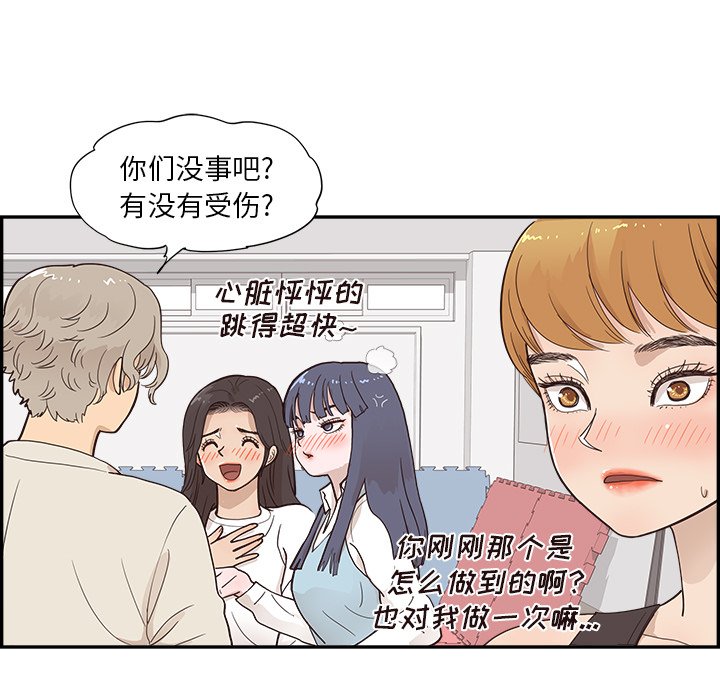 你们没事吧?
有没有受伤?
心脏怦怦的
跳得超快~
你刚刚那个是
怎么做到的啊?
也对我做一次嘛...